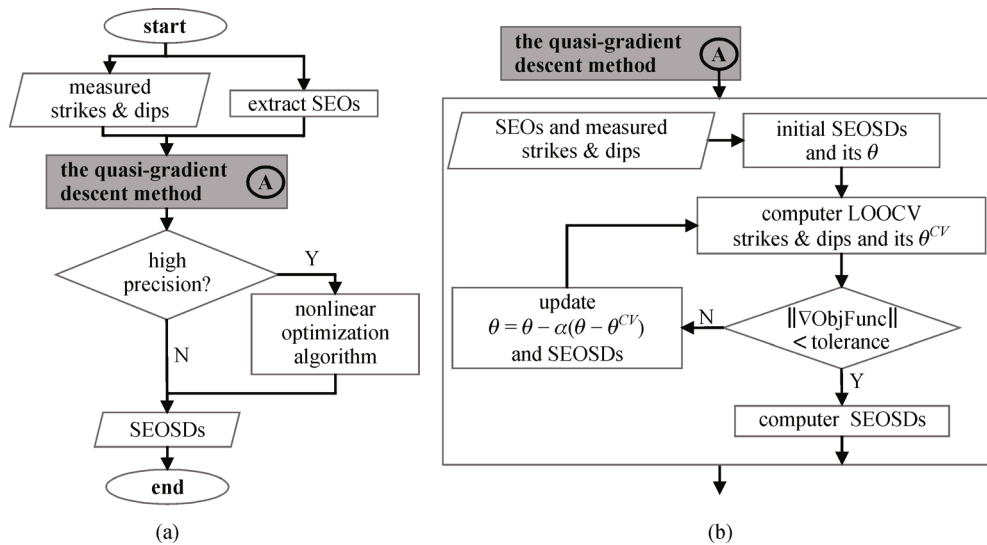 start
measured
strikes & dips
extract SEOs
the quasi-gradient
descent method
A
high
precision?
Y
nonlinear
optimization
algorithm
N
SEOSDs
end
(a)
the quasi-gradient
descent method
A
SEOs and measured
strikes & dips
initial SEOSDs
and its θ
computer LOOCV
strikes & dips and its θ^{CV}
update
θ = θ − α(θ − θ^{CV})
and SEOSDs
N
‖∇ObjFunc‖
< tolerance
Y
computer SEOSDs
(b)